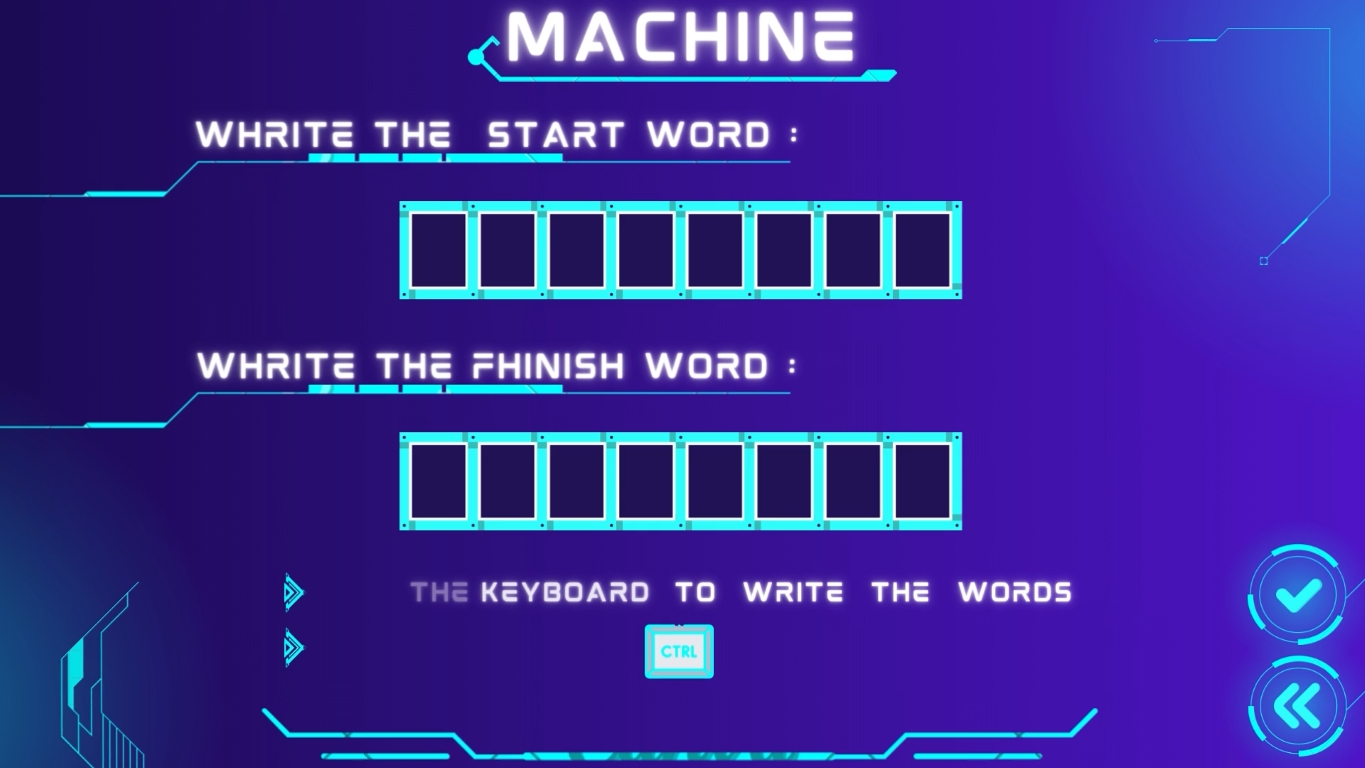 MACHINE
WHRITE THE START WORD :
WHRITE THE FHINISH WORD :
THE KEYBOARD TO WRITE THE WORDS
CTRL